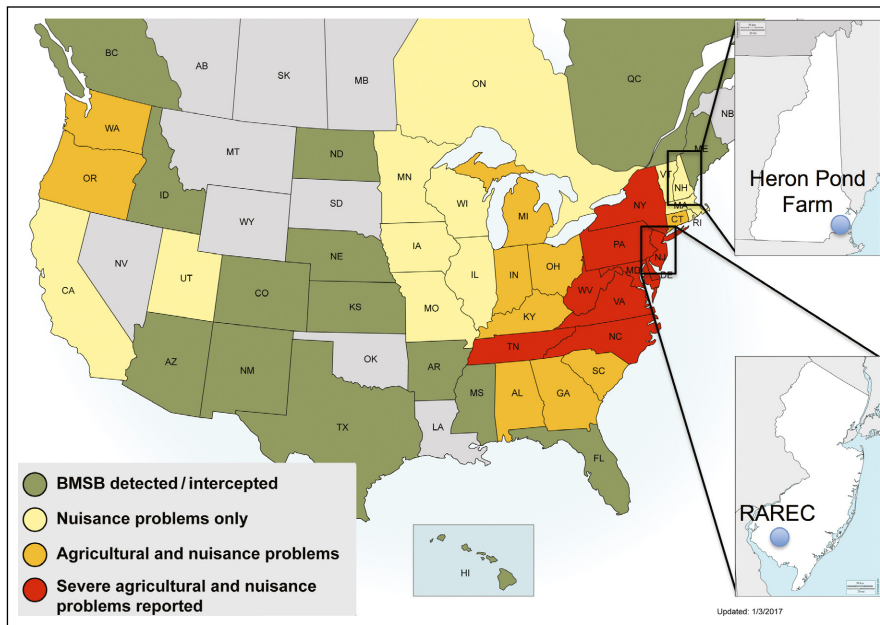 BC
AB
SK
MB
ON
QC
NB
ME
WA
MT
ND
MN
VT
NH
OR
ID
SD
WI
MI
NY
MA
CT
RI
WY
IA
PA
NJ
NV
NE
IL
IN
OH
MD
DE
CA
UT
CO
KS
MO
WV
VA
KY
AZ
NM
OK
AR
TN
NC
SC
MS
AL
GA
TX
LA
FL
HI
Heron Pond
Farm
RAREC
BMSB detected / intercepted
Nuisance problems only
Agricultural and nuisance problems
Severe agricultural and nuisance
problems reported
Updated: 1/3/2017